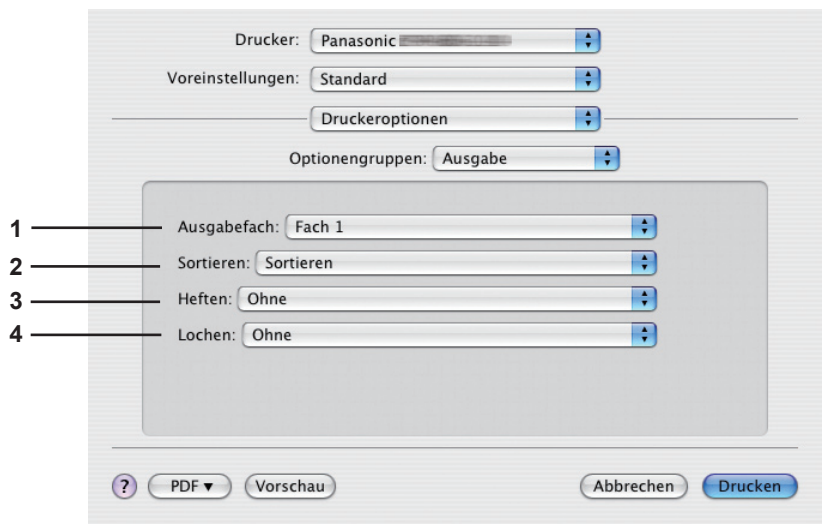 Drucker: Panasonic
Voreinstellungen: Standard
Druckeroptionen
Optionengruppen: Ausgabe
1 Ausgabefach: Fach 1
2 Sortieren: Sortieren
3 Heften: Ohne
4 Lochen: Ohne
? PDF ▼ Vorschau Abbrechen Drucken